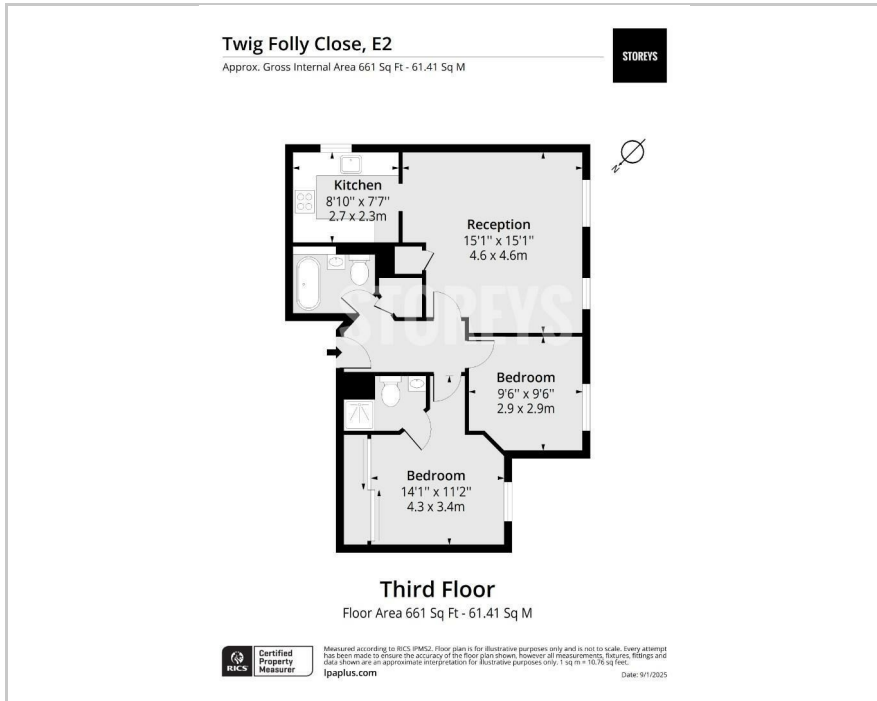 Twig Folly Close, E2
Approx. Gross Internal Area 661 Sq Ft - 61.41 Sq M
STOREYS
N
Kitchen
8'10'' x 7'7''
2.7 x 2.3m
Reception
15'1'' x 15'1''
4.6 x 4.6m
STOREYS
Bedroom
9'6'' x 9'6''
2.9 x 2.9m
Bedroom
14'1'' x 11'2''
4.3 x 3.4m
Third Floor
Floor Area 661 Sq Ft - 61.41 Sq M
RICS
Certified
Property
Measurer
Measured according to RICS IPMS2. Floor plan is for illustrative purposes only and is not to scale. Every attempt
has been made to ensure the accuracy of the floor plan shown, however all measurements, fixtures, fittings and
data shown are an approximate interpretation for illustrative purposes only. 1 sq m = 10.76 sq feet.
lpaplus.com
Date: 9/1/2025